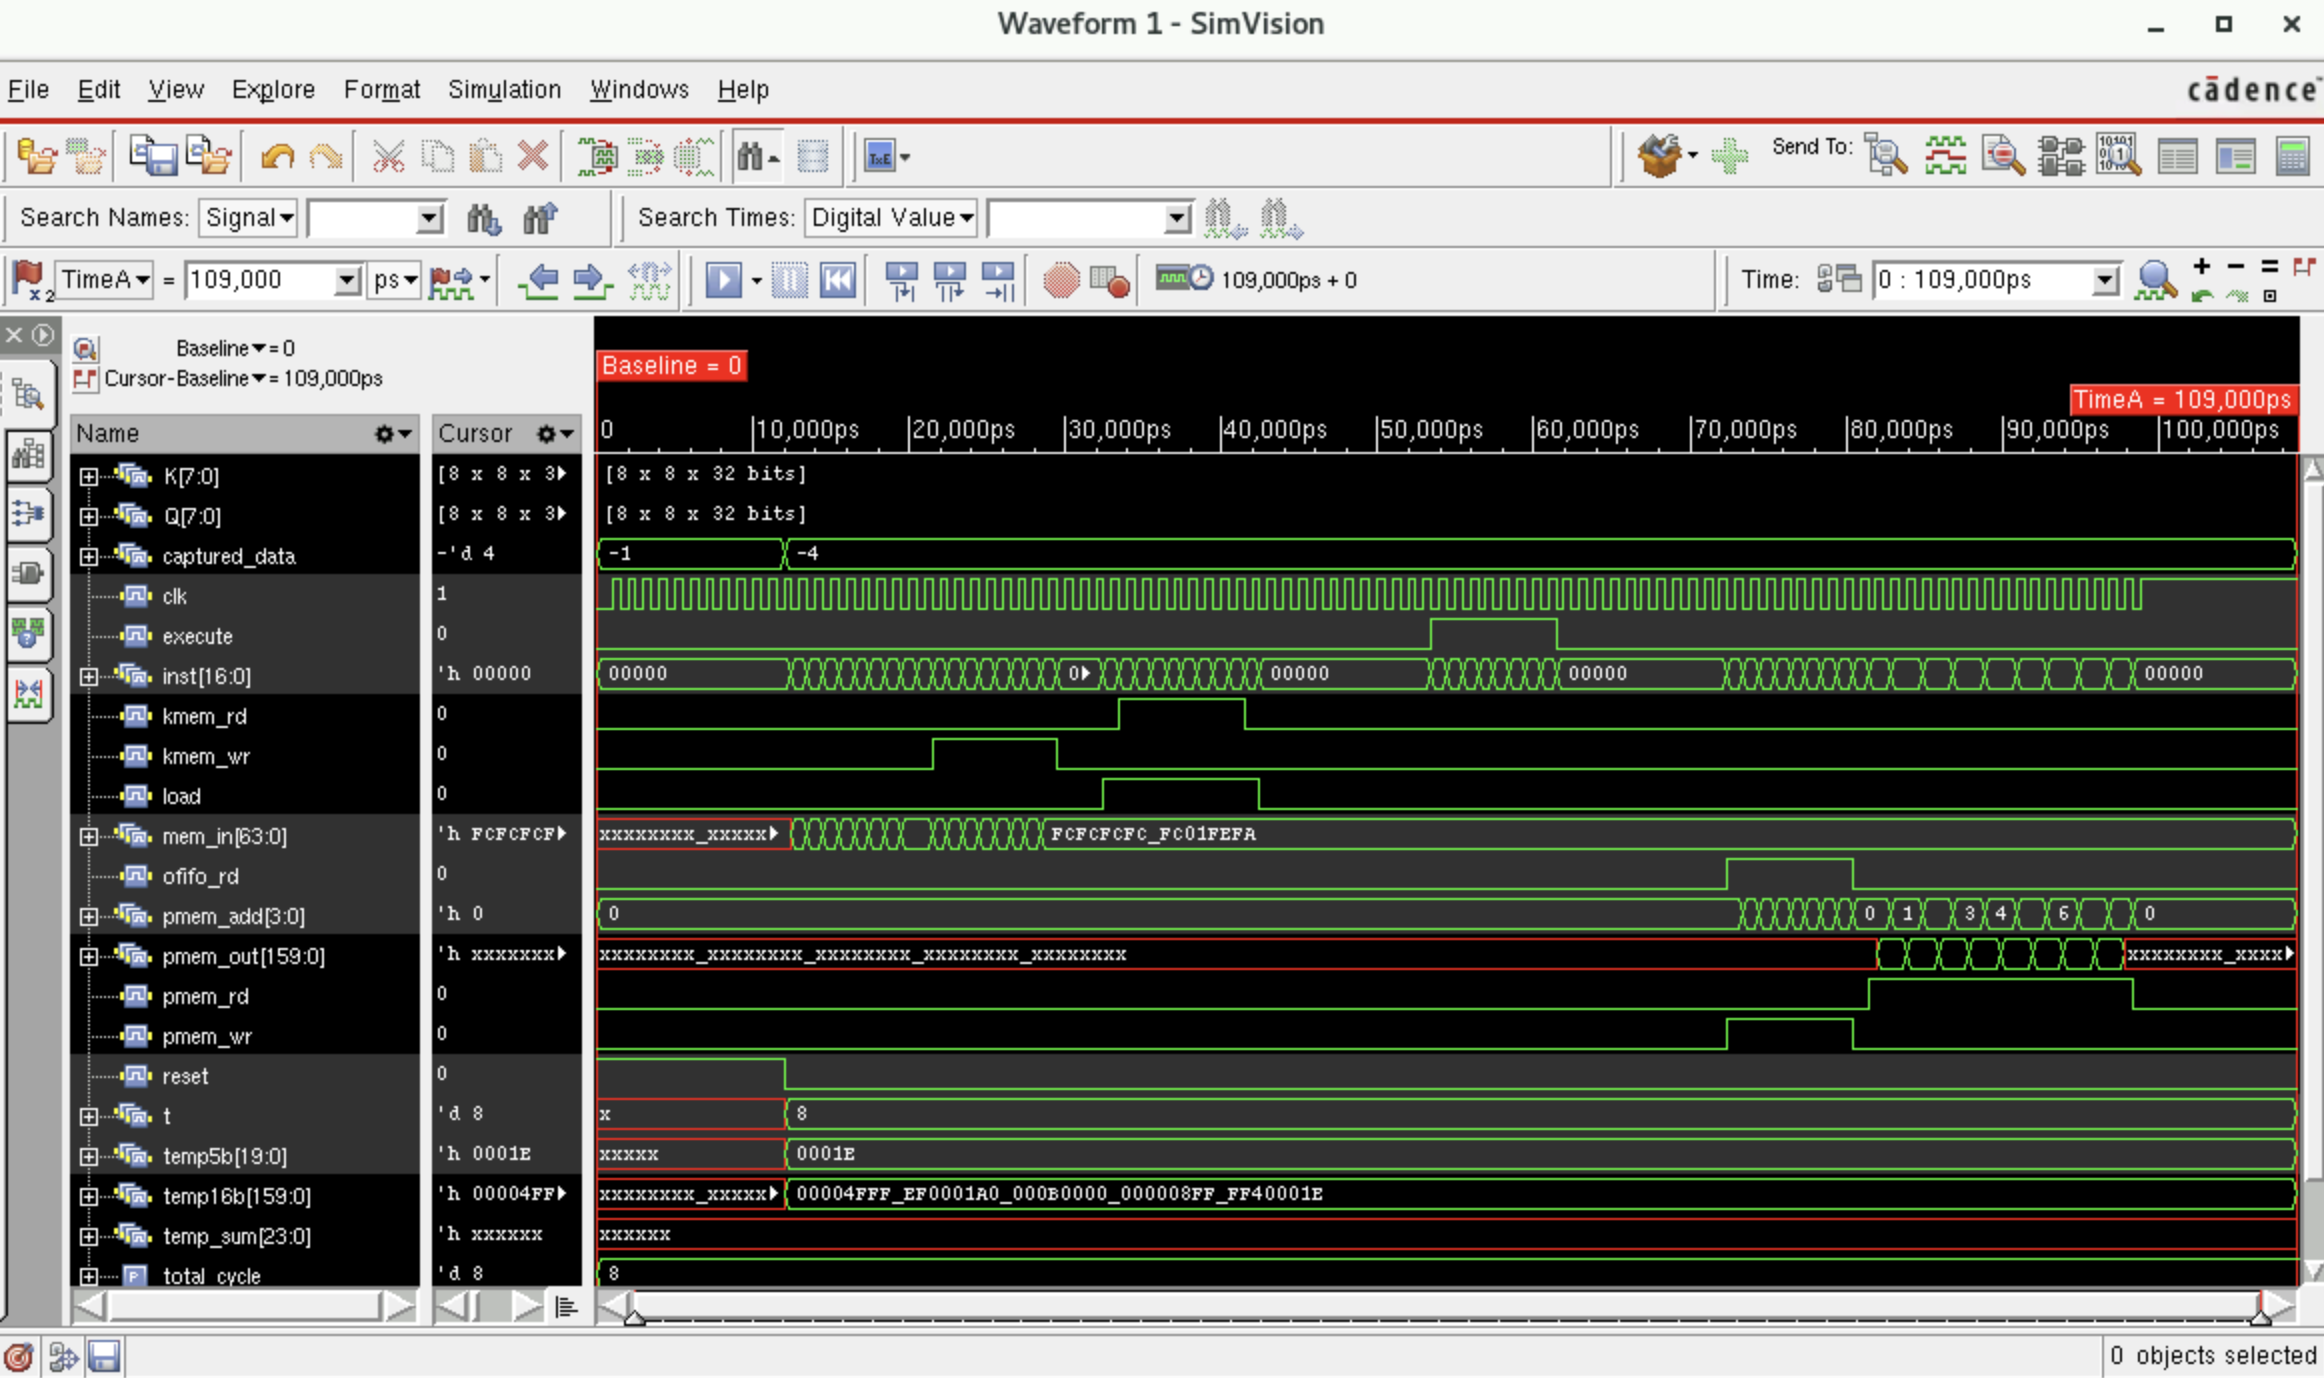 Waveform 1 - SimVision
File Edit View Explore Format Simulation Windows Help
cādence
TxE
Send To:
Search Names: Signal
Search Times: Digital Value
x2 TimeA = 109,000 ps
109,000ps + 0
Time: 0 : 109,000ps
Baseline = 0
Cursor-Baseline = 109,000ps
Baseline = 0
TimeA = 109,000ps
Name Cursor
0 10,000ps 20,000ps 30,000ps 40,000ps 50,000ps 60,000ps 70,000ps 80,000ps 90,000ps 100,000ps
K[7:0] [8 x 8 x 3 [8 x 8 x 32 bits]
Q[7:0] [8 x 8 x 3 [8 x 8 x 32 bits]
captured_data -'d 4 -1 -4
clk 1
execute 0
inst[16:0] 'h 00000 00000 0 00000 00000 00000
kmem_rd 0
kmem_wr 0
load 0
mem_in[63:0] 'h FCFCFCF xxxxxxxx_xxxxx FCFCFCFC_FC01FEFA
ofifo_rd 0
pmem_add[3:0] 'h 0 0 0 1 3 4 6 0
pmem_out[159:0] 'h xxxxxxx xxxxxxxx_xxxxxxxx_xxxxxxxx_xxxxxxxx_xxxxxxxx xxxxxxxx_xxxx
pmem_rd 0
pmem_wr 0
reset 0
t 'd 8 x 8
temp5b[19:0] 'h 0001E xxxxx 0001E
temp16b[159:0] 'h 00004FF xxxxxxxx_xxxxx 00004FFF_EF0001A0_000B0000_000008FF_FF40001E
temp_sum[23:0] 'h xxxxxx xxxxxx
total_cycle 'd 8 8
0 objects selected